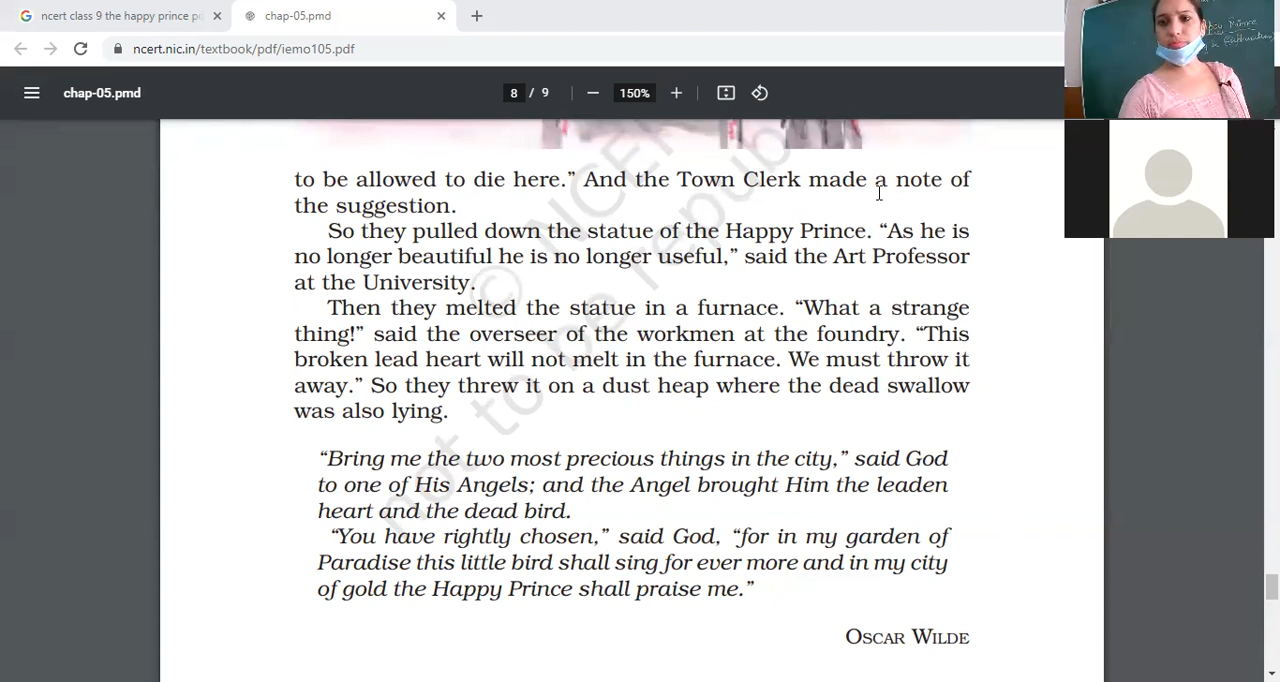 ncert class 9 the happy prince pd
chap-05.pmd
ncert.nic.in/textbook/pdf/iemo105.pdf
chap-05.pmd
8 / 9
150%
Prince
to be allowed to die here.” And the Town Clerk made a note of
the suggestion.
So they pulled down the statue of the Happy Prince. “As he is
no longer beautiful he is no longer useful,” said the Art Professor
at the University.
Then they melted the statue in a furnace. “What a strange
thing!” said the overseer of the workmen at the foundry. “This
broken lead heart will not melt in the furnace. We must throw it
away.” So they threw it on a dust heap where the dead swallow
was also lying.
“Bring me the two most precious things in the city,” said God
to one of His Angels; and the Angel brought Him the leaden
heart and the dead bird.
“You have rightly chosen,” said God, “for in my garden of
Paradise this little bird shall sing for ever more and in my city
of gold the Happy Prince shall praise me.”
OSCAR WILDE
© NCER
not to be republ